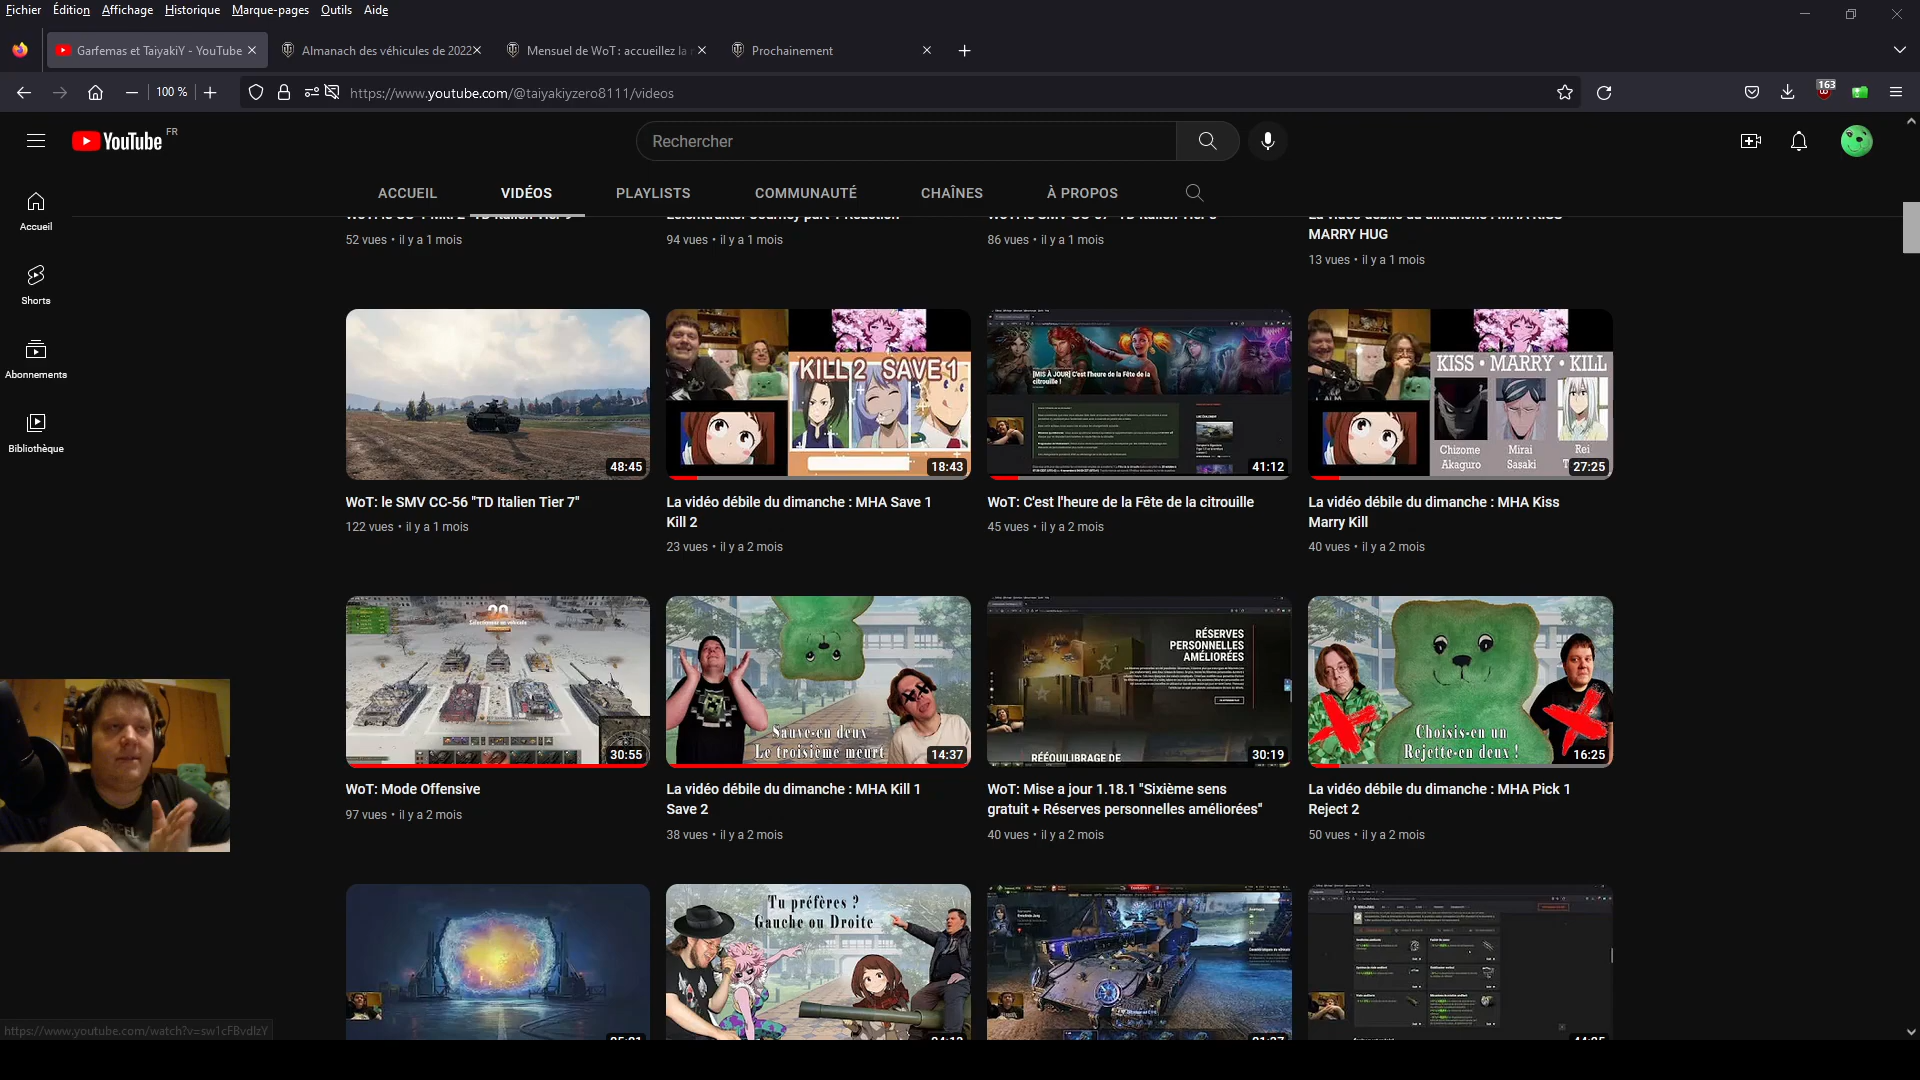 Fichier Édition Affichage Historique Marque-pages Outils Aide
Garfemas et TaiyakiY - YouTube
Almanach des véhicules de 2022
Mensuel de WoT : accueillez la
Prochainement
100 %
https://www.youtube.com/@taiyakiyzero8111/videos
163
YouTube FR
Rechercher
ACCUEIL VIDÉOS PLAYLISTS COMMUNAUTÉ CHAÎNES À PROPOS
Accueil
Shorts
Abonnements
Bibliothèque
MARRY HUG
52 vues • il y a 1 mois
94 vues • il y a 1 mois
86 vues • il y a 1 mois
13 vues • il y a 1 mois
48:45
KILL 2 SAVE 1
18:43
[MIS À JOUR] C'est l'heure de la Fête de la
citrouille !
41:12
KISS • MARRY • KILL
Chizome
Akaguro
Mirai
Sasaki
Rei
27:25
WoT: le SMV CC-56 "TD Italien Tier 7"
122 vues • il y a 1 mois
La vidéo débile du dimanche : MHA Save 1
Kill 2
23 vues • il y a 2 mois
WoT: C'est l'heure de la Fête de la citrouille
45 vues • il y a 2 mois
La vidéo débile du dimanche : MHA Kiss
Marry Kill
40 vues • il y a 2 mois
30:55
Sauve-en deux
Le troisième meurt
14:37
RÉSERVES
PERSONNELLES
AMÉLIORÉES
RÉÉQUILIBRAGE DE
30:19
Choisis-en un
Rejette-en deux !
16:25
WoT: Mode Offensive
97 vues • il y a 2 mois
La vidéo débile du dimanche : MHA Kill 1
Save 2
38 vues • il y a 2 mois
WoT: Mise a jour 1.18.1 "Sixième sens
gratuit + Réserves personnelles améliorées"
40 vues • il y a 2 mois
La vidéo débile du dimanche : MHA Pick 1
Reject 2
50 vues • il y a 2 mois
Tu préfères ?
Gauche ou Droite
https://www.youtube.com/watch?v=sw1cFBvdIzY